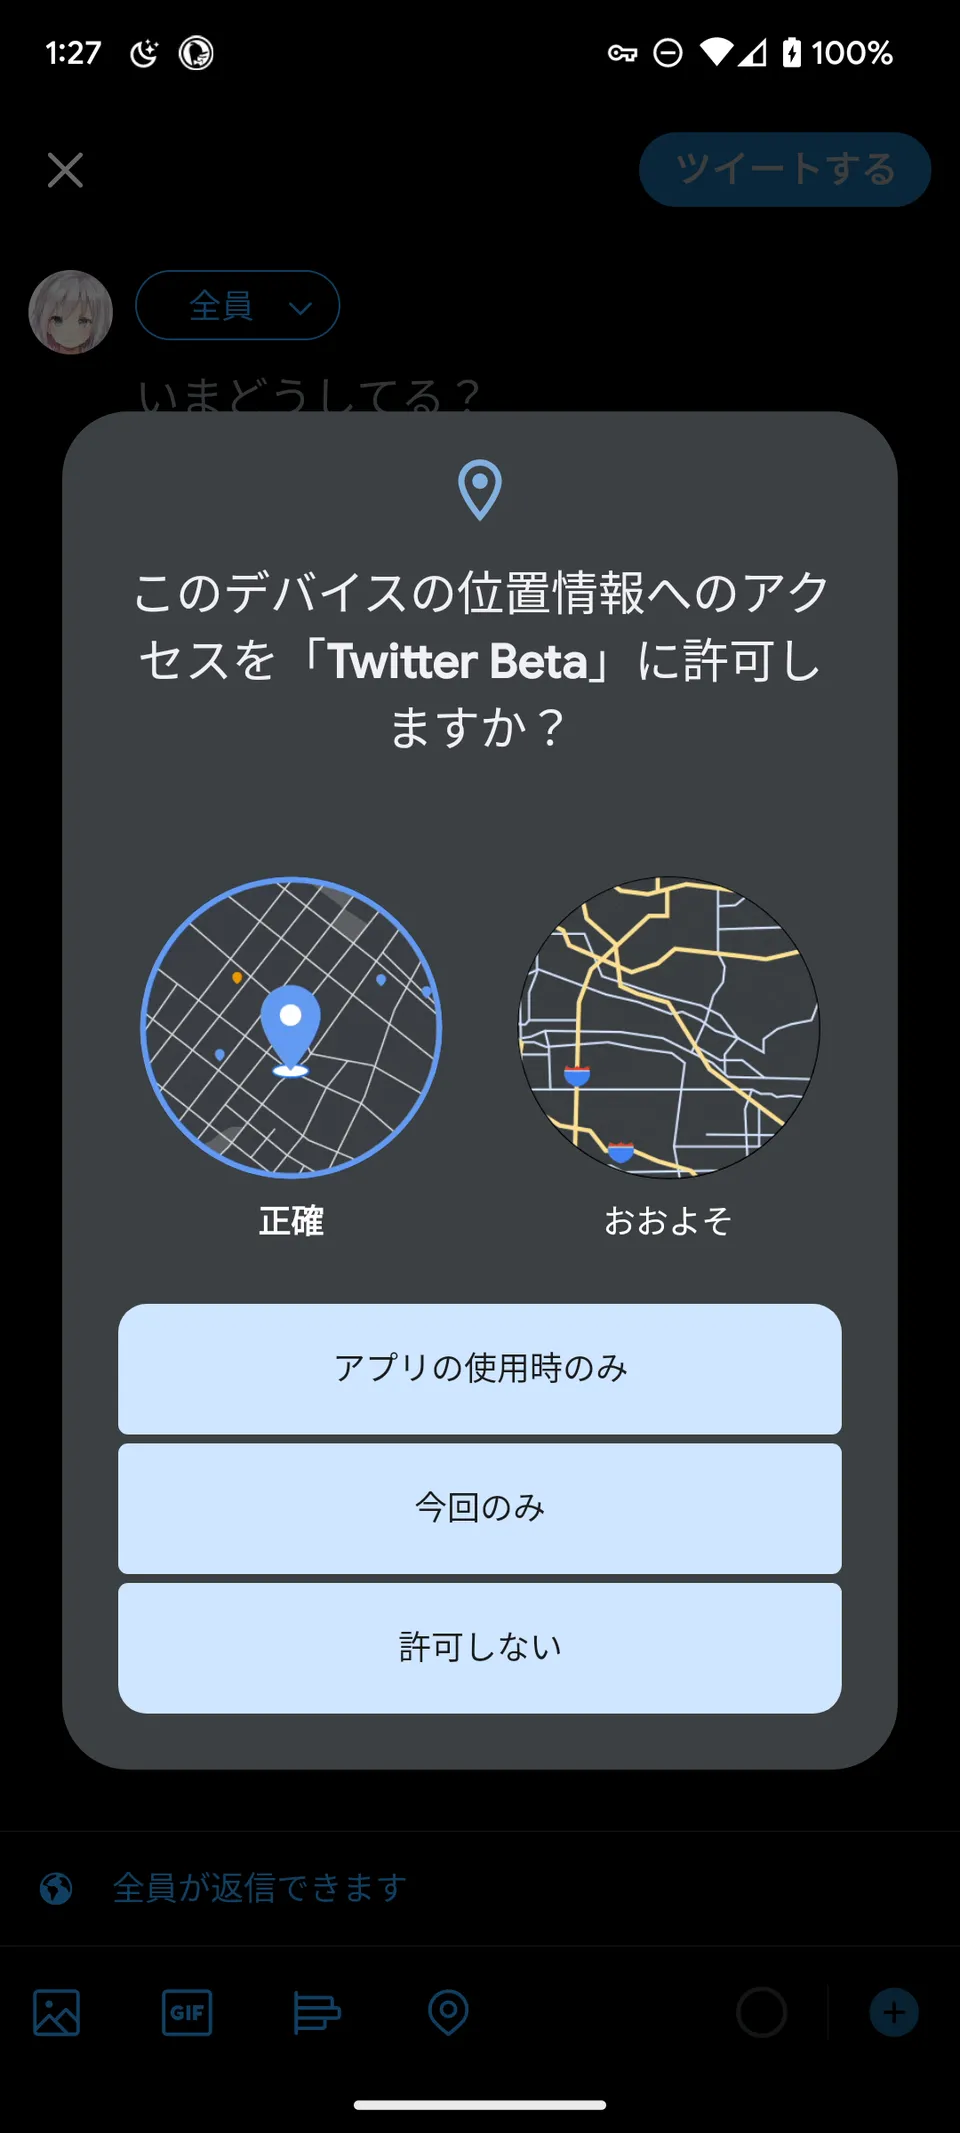 1:27
100%
ツイートする
全員
いまどうしてる？
このデバイスの位置情報へのアク
セスを「Twitter Beta」に許可し
ますか？
正確
おおよそ
アプリの使用時のみ
今回のみ
許可しない
全員が返信できます
GIF